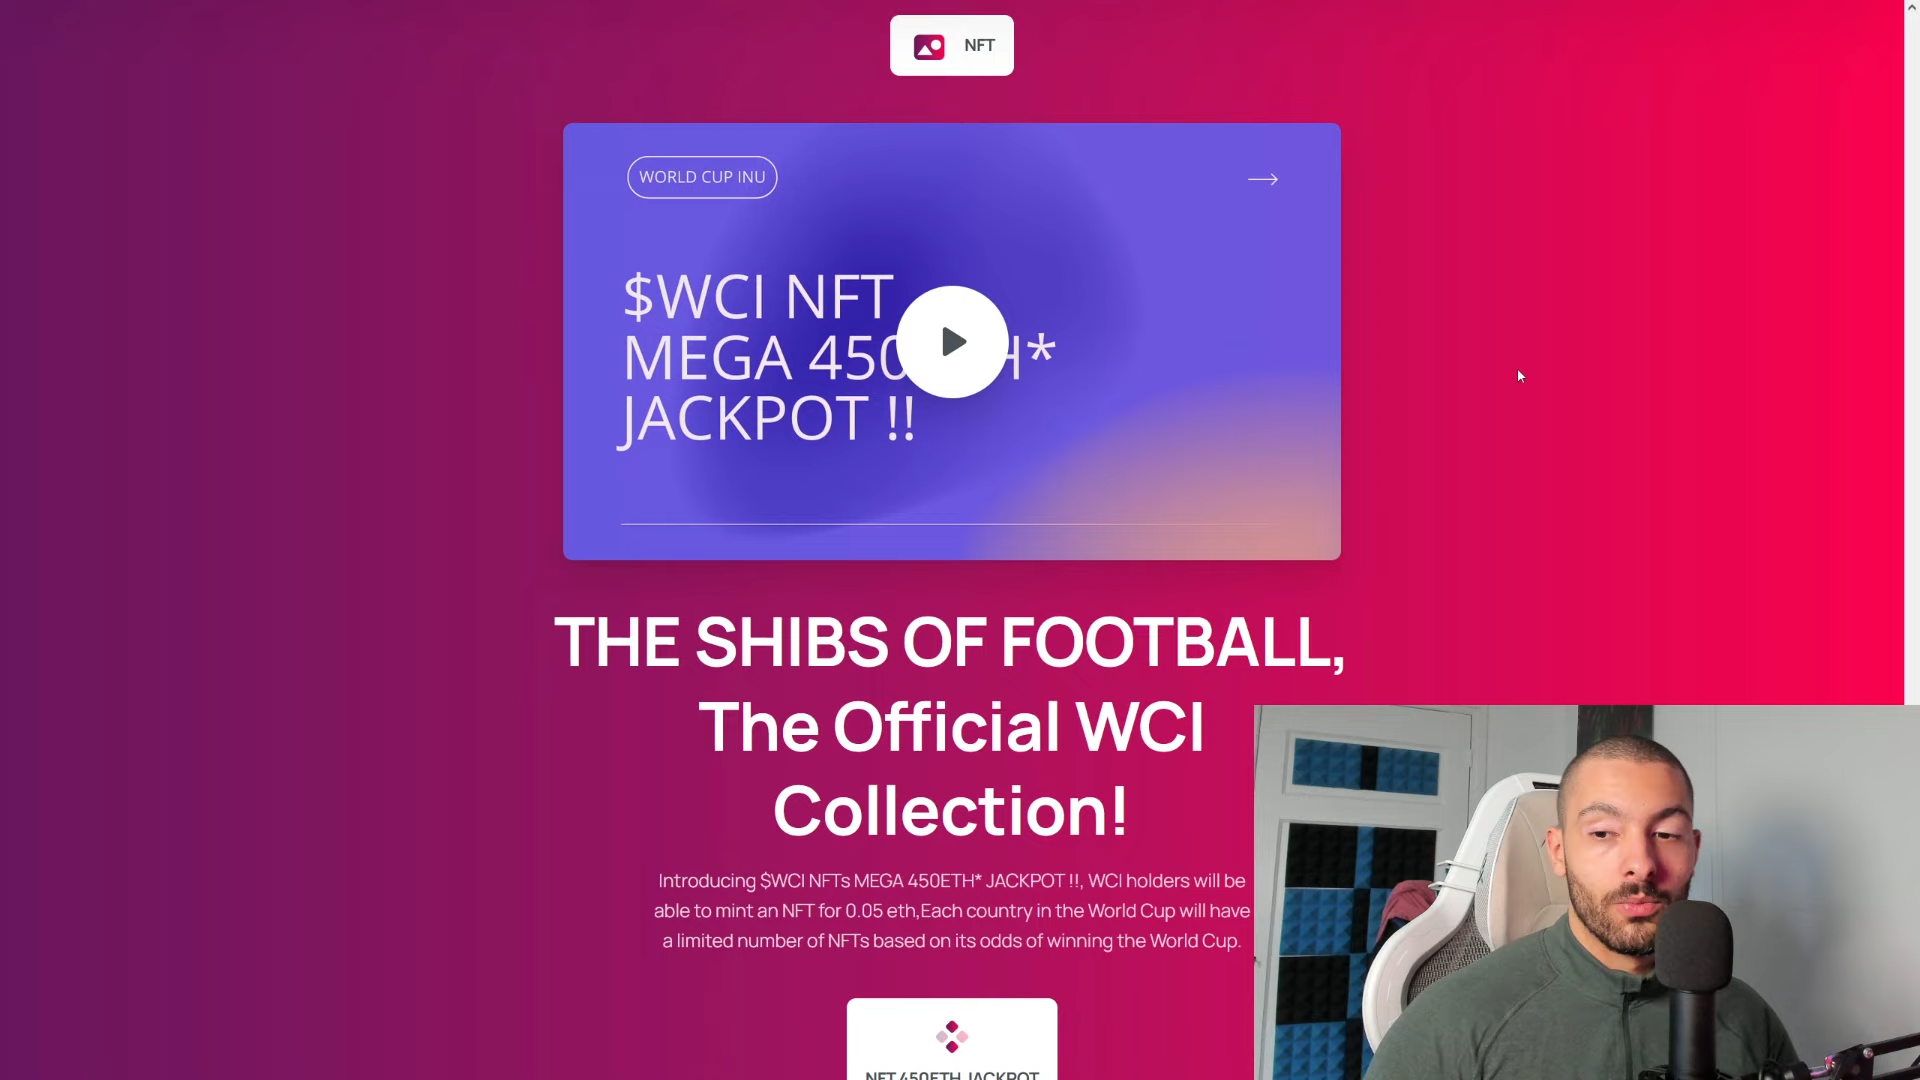 NFT
WORLD CUP INU
$WCI NFT
MEGA 450 H*
JACKPOT !!
THE SHIBS OF FOOTBALL,
The Official WCI
Collection!
Introducing $WCI NFTs MEGA 450ETH* JACKPOT !!, WCI holders will be
able to mint an NFT for 0.05 eth,Each country in the World Cup will have
a limited number of NFTs based on its odds of winning the World Cup.
NFT 450ETH JACKPOT